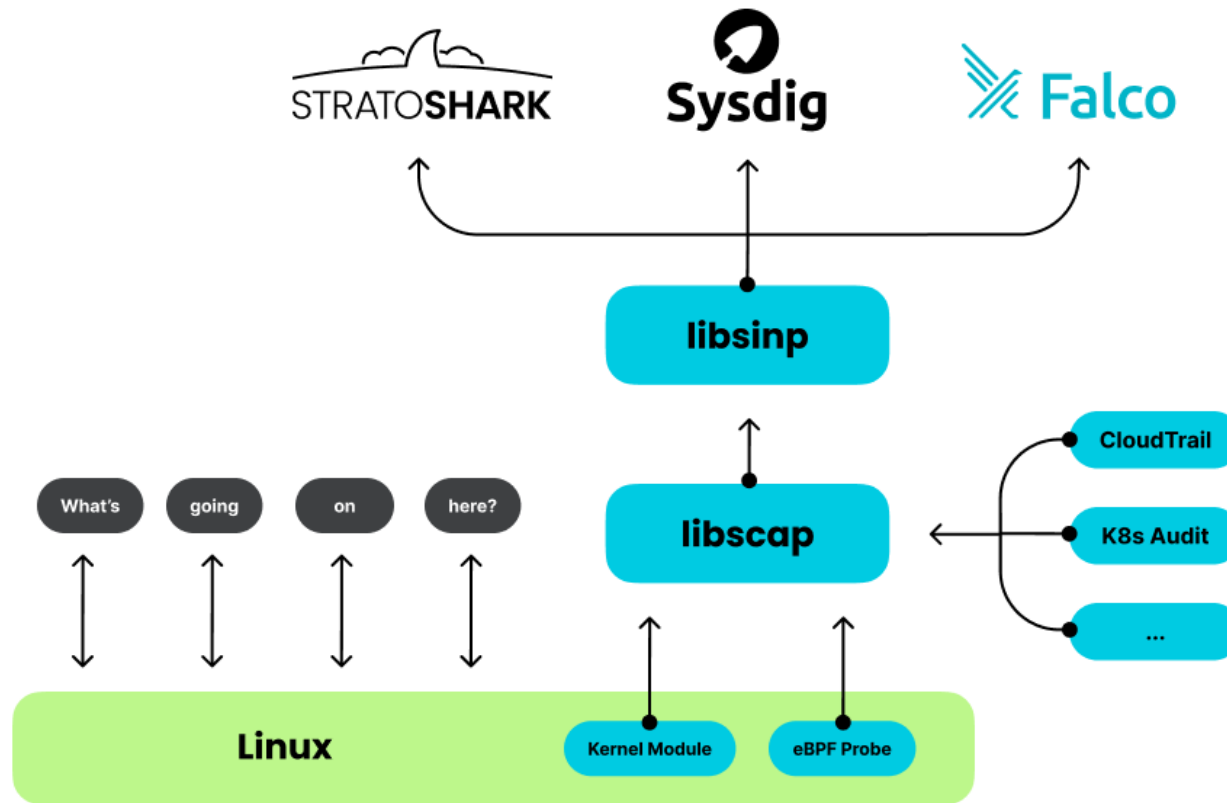 STRATOSHARK
Sysdig
Falco
libsinp
CloudTrail
What's
going
on
here?
libscap
K8s Audit
...
Linux
Kernel Module
eBPF Probe